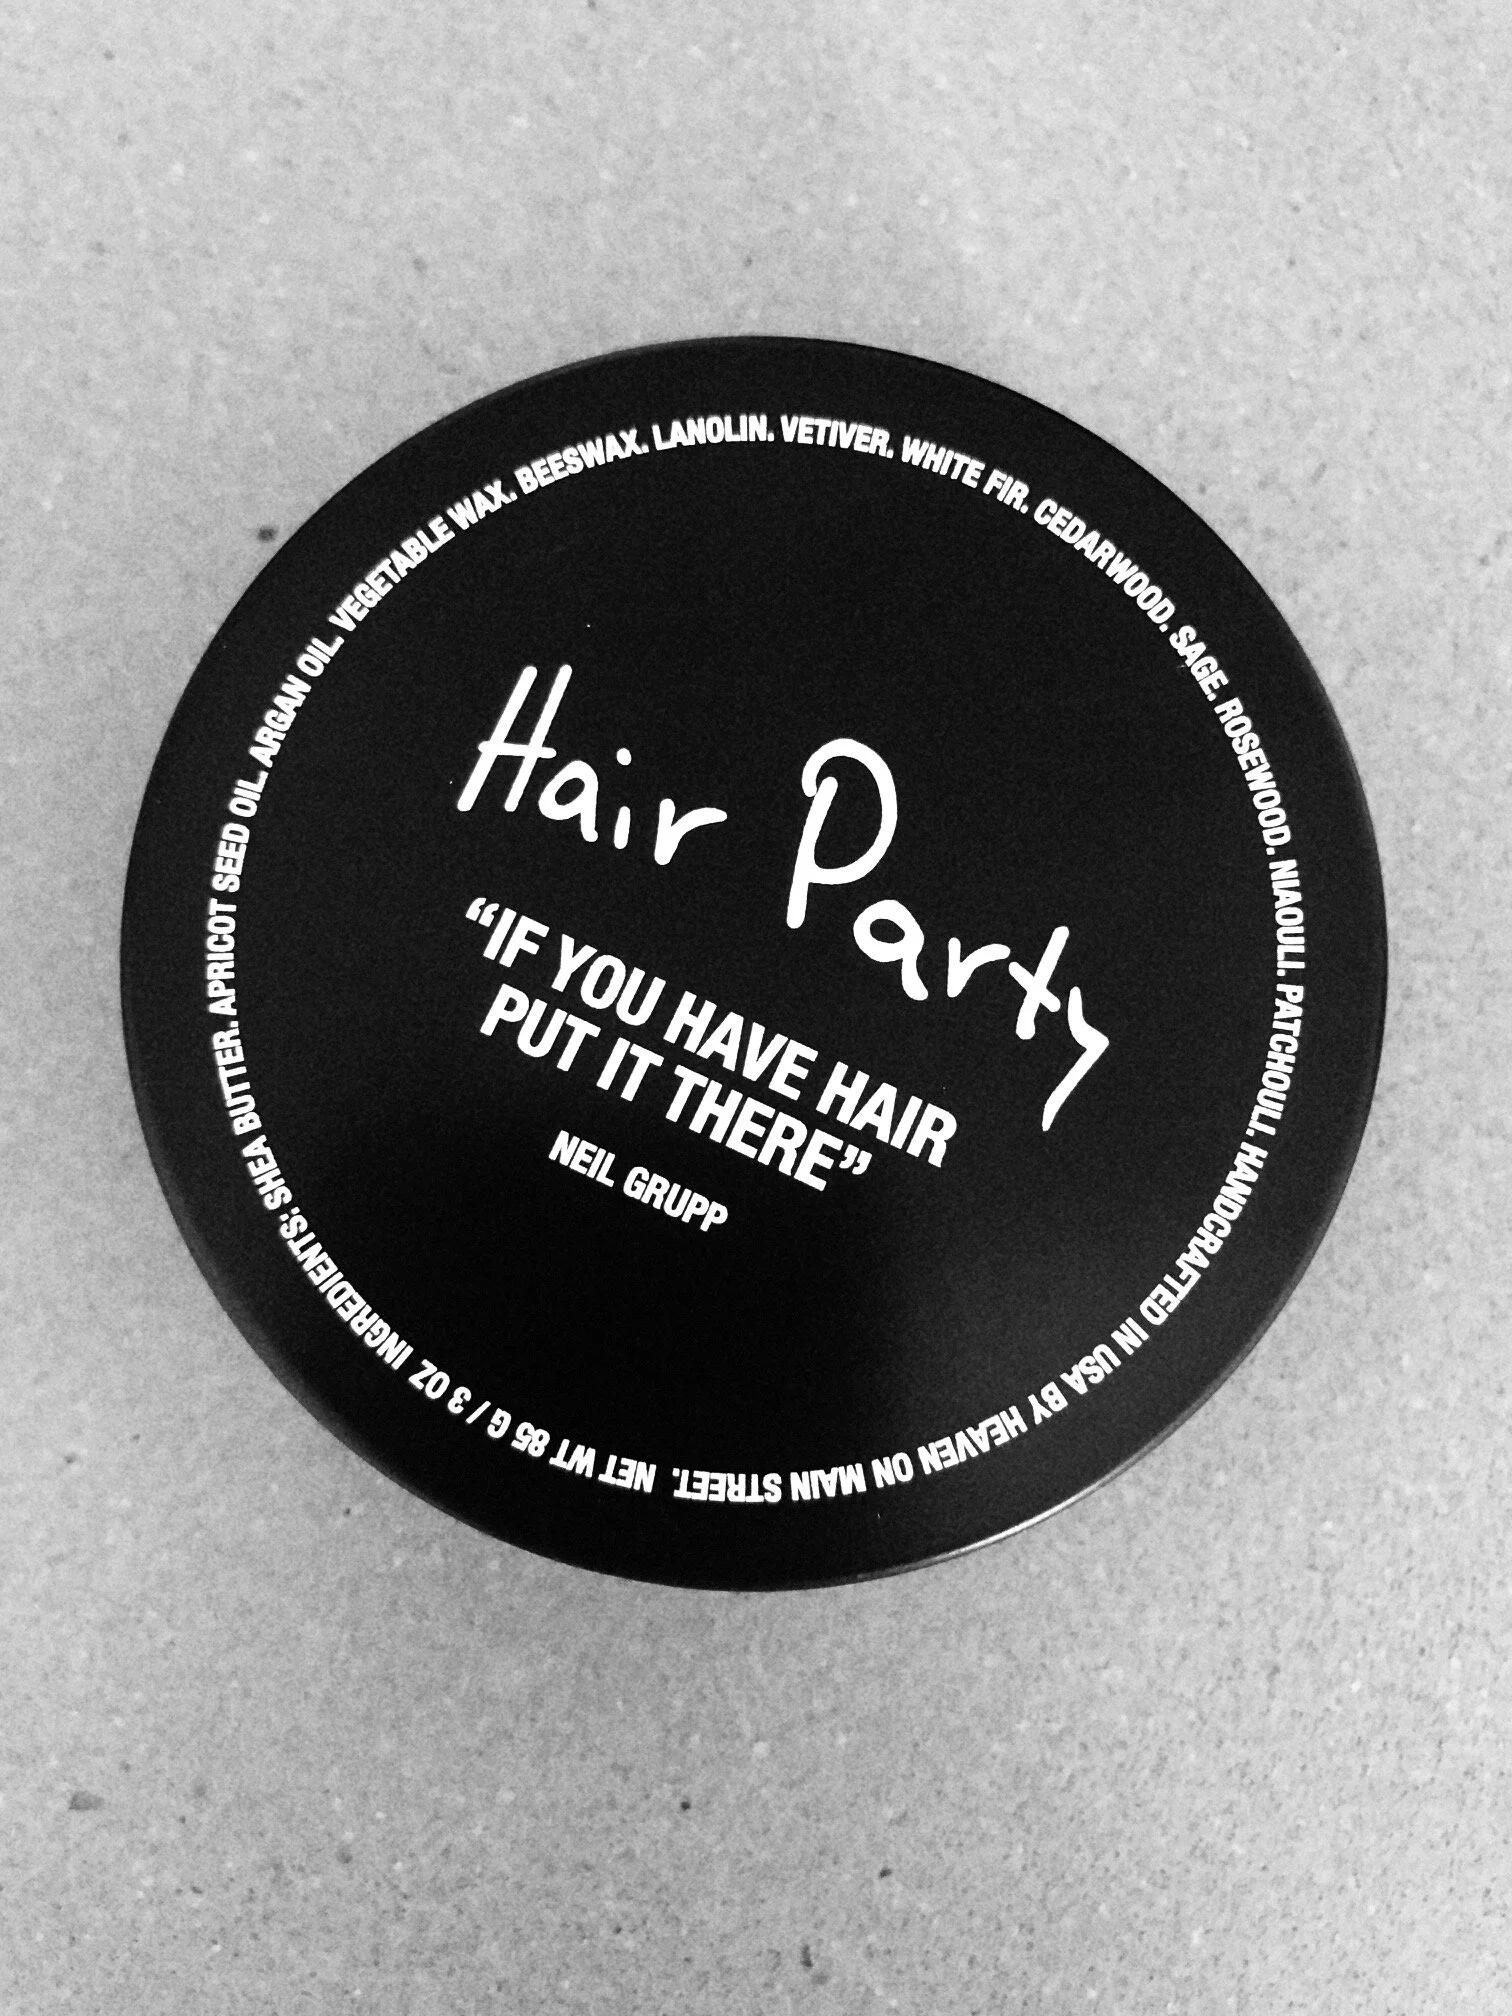 Hair Party
“IF YOU HAVE HAIR
PUT IT THERE”
NEIL GRUPP
NET WT 85 G / 3 OZ INGREDIENTS: SHEA BUTTER. APRICOT SEED OIL. ARGAN OIL. VEGETABLE WAX. BEESWAX. LANOLIN. VETIVER. WHITE FIR. CEDARWOOD. SAGE. ROSEWOOD. NIAOULI. PATCHOULI. HANDCRAFTED IN USA BY HEAVEN ON MAIN STREET.